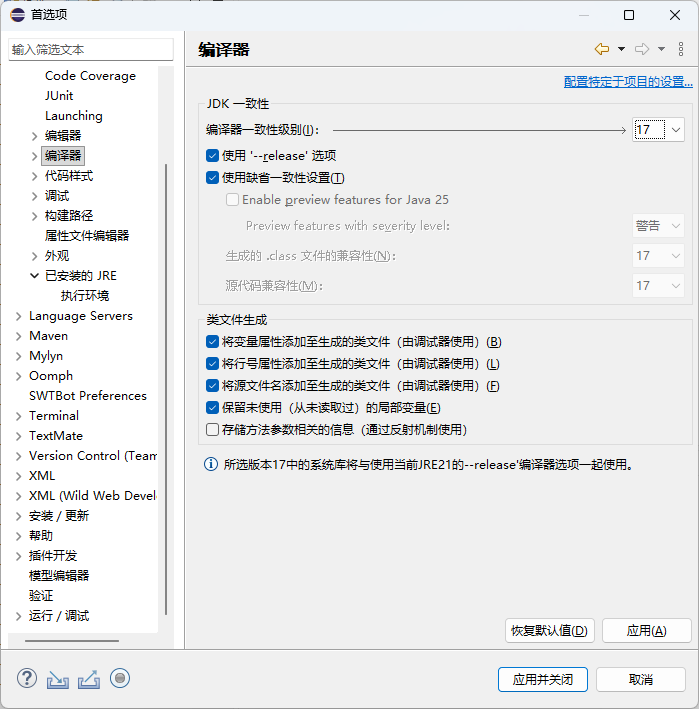 首选项
输入筛选文本
编译器
配置特定于项目的设置...
Code Coverage
JUnit
Launching
编辑器
编译器
代码样式
调试
构建路径
属性文件编辑器
外观
已安装的 JRE
执行环境
Language Servers
Maven
Mylyn
Oomph
SWTBot Preferences
Terminal
TextMate
Version Control (Team
XML
XML (Wild Web Devel
安装 / 更新
帮助
插件开发
模型编辑器
验证
运行 / 调试
JDK 一致性
编译器一致性级别(I): 17
使用 '--release' 选项
使用缺省一致性设置(T)
Enable preview features for Java 25
Preview features with severity level: 警告
生成的 .class 文件的兼容性(N): 17
源代码兼容性(M): 17
类文件生成
将变量属性添加至生成的类文件（由调试器使用）(B)
将行号属性添加至生成的类文件（由调试器使用）(L)
将源文件名添加至生成的类文件（由调试器使用）(F)
保留未使用（从未读取过）的局部变量(E)
存储方法参数相关的信息（通过反射机制使用）
所选版本17中的系统库将与使用当前JRE21的--release'编译器选项一起使用。
恢复默认值(D) 应用(A)
应用并关闭 取消